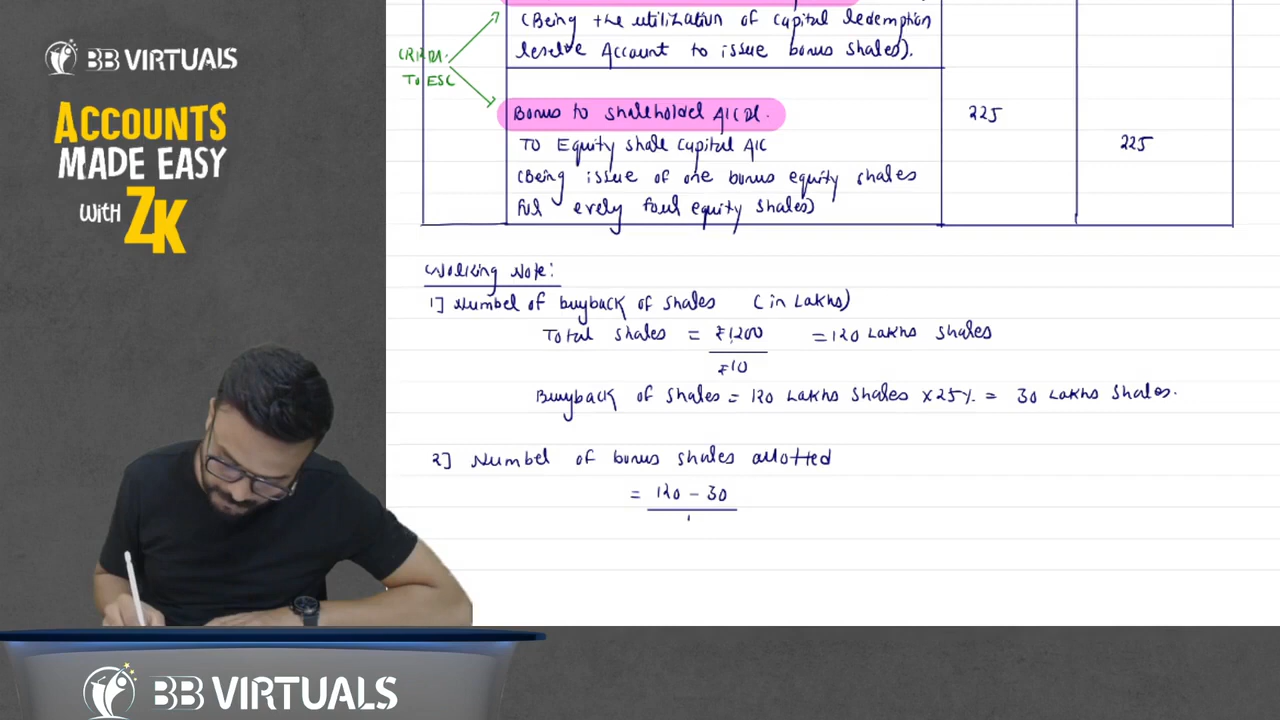 BB VIRTUALS
ACCOUNTS
MADE EASY
WITH ZK
(Being the utilization of capital redemption
reserve Account to issue bonus shares).
CRR Dr.
To ESC
Bonus to shareholder A/C Dr. 225
To Equity share capital A/C 225
(Being issue of one bonus equity shares
for every four equity shares)
Working Note:
1] Number of buyback of shares (in Lakhs)
Total shares = ₹1,200 = 120 Lakhs shares
₹10
Buyback of shares = 120 Lakhs shares × 25% = 30 Lakhs shares.
2] Number of bonus shares allotted
= 120 - 30
BB VIRTUALS